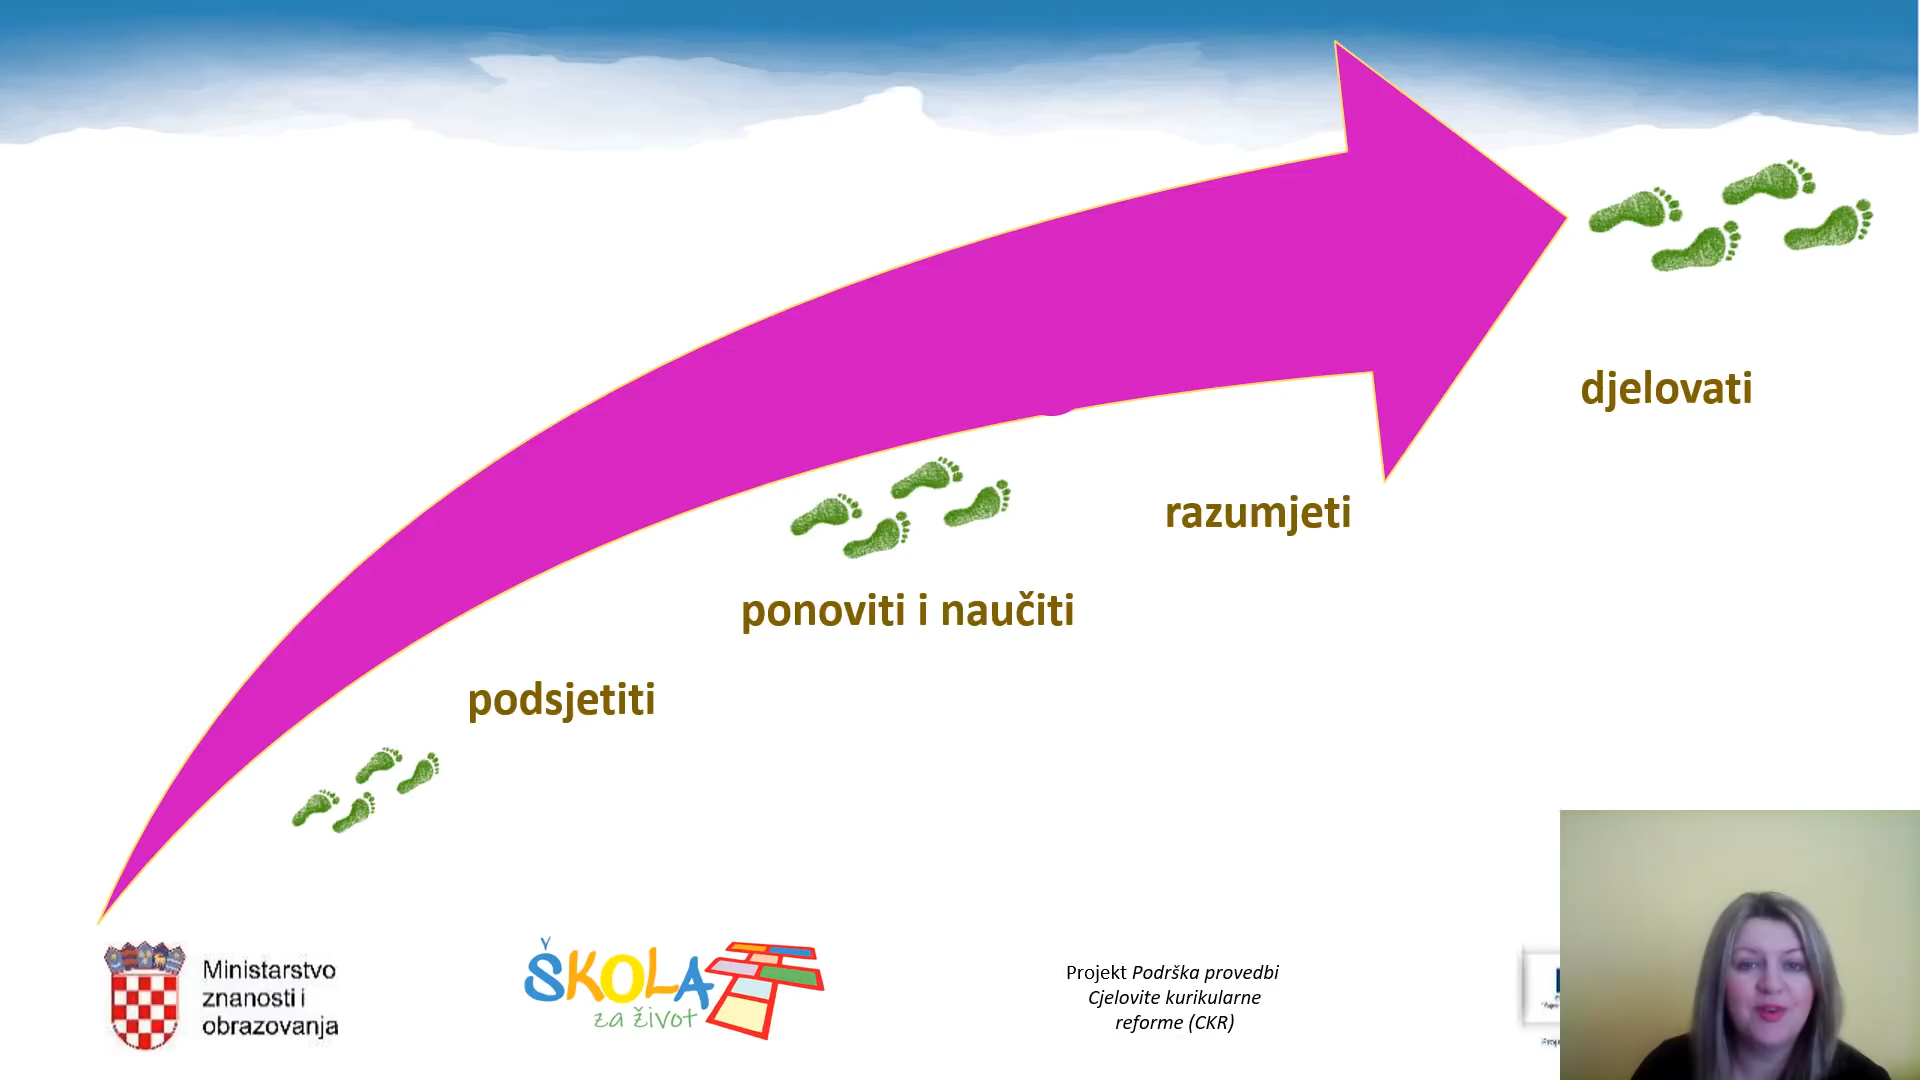 djelovati
razumjeti
ponoviti i naučiti
podsjetiti
Ministarstvo
znanosti i
obrazovanja
ŠKOLA
za život
Projekt Podrška provedbi
Cjelovite kurikularne
reforme (CKR)